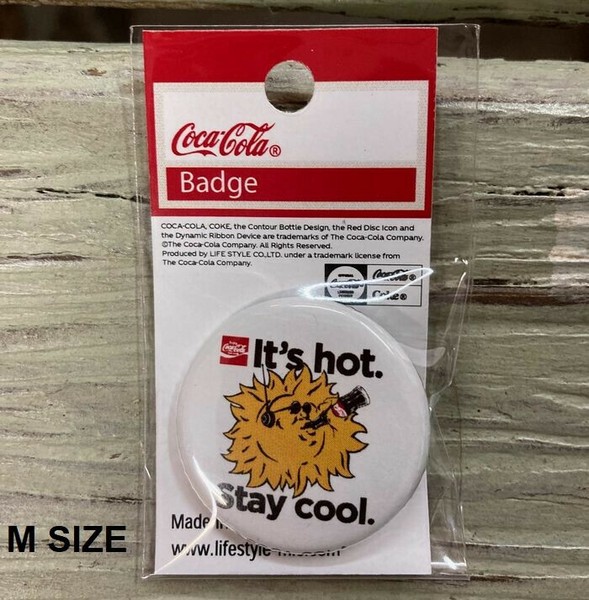 Coca-Cola®
Badge
COCA-COLA, COKE, the Contour Bottle Design, the Red Disc Icon and
the Dynamic Ribbon Device are trademarks of The Coca-Cola Company.
©The Coca-Cola Company. All Rights Reserved.
Produced by LIFE STYLE CO.,LTD. under a trademark license from
The Coca-Cola Company.
Coke®
It's hot.
Stay cool.
Made
www.lifestyle
M SIZE